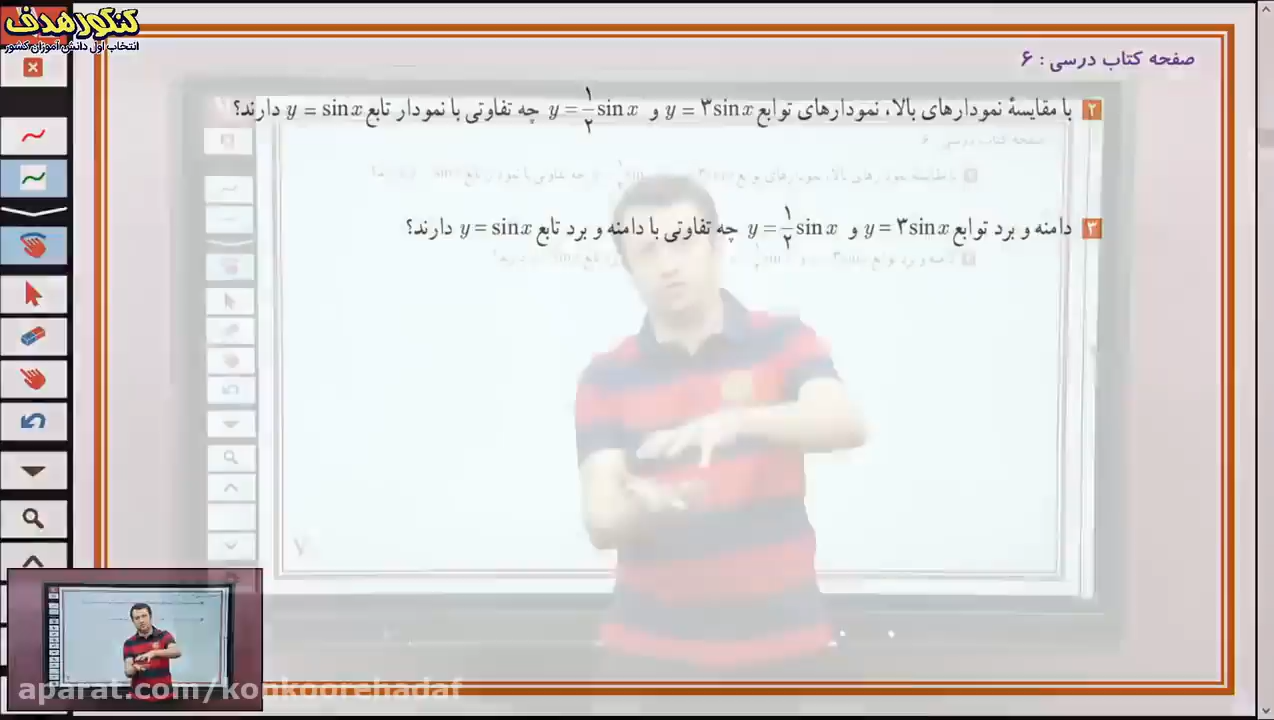 کنکور هدف
انتخاب اول دانش آموزان کشور
صفحه کتاب درسی : ۶
۲ با مقایسهٔ نمودارهای بالا، نمودارهای توابع y = ۳sin x و y = ۱/۲ sin x چه تفاوتی با نمودار تابع y = sin x دارند؟
۳ دامنه و برد توابع y = ۳sin x و y = ۱/۲ sin x چه تفاوتی با دامنه و برد تابع y = sin x دارند؟
aparat.com/konkoorehadaf